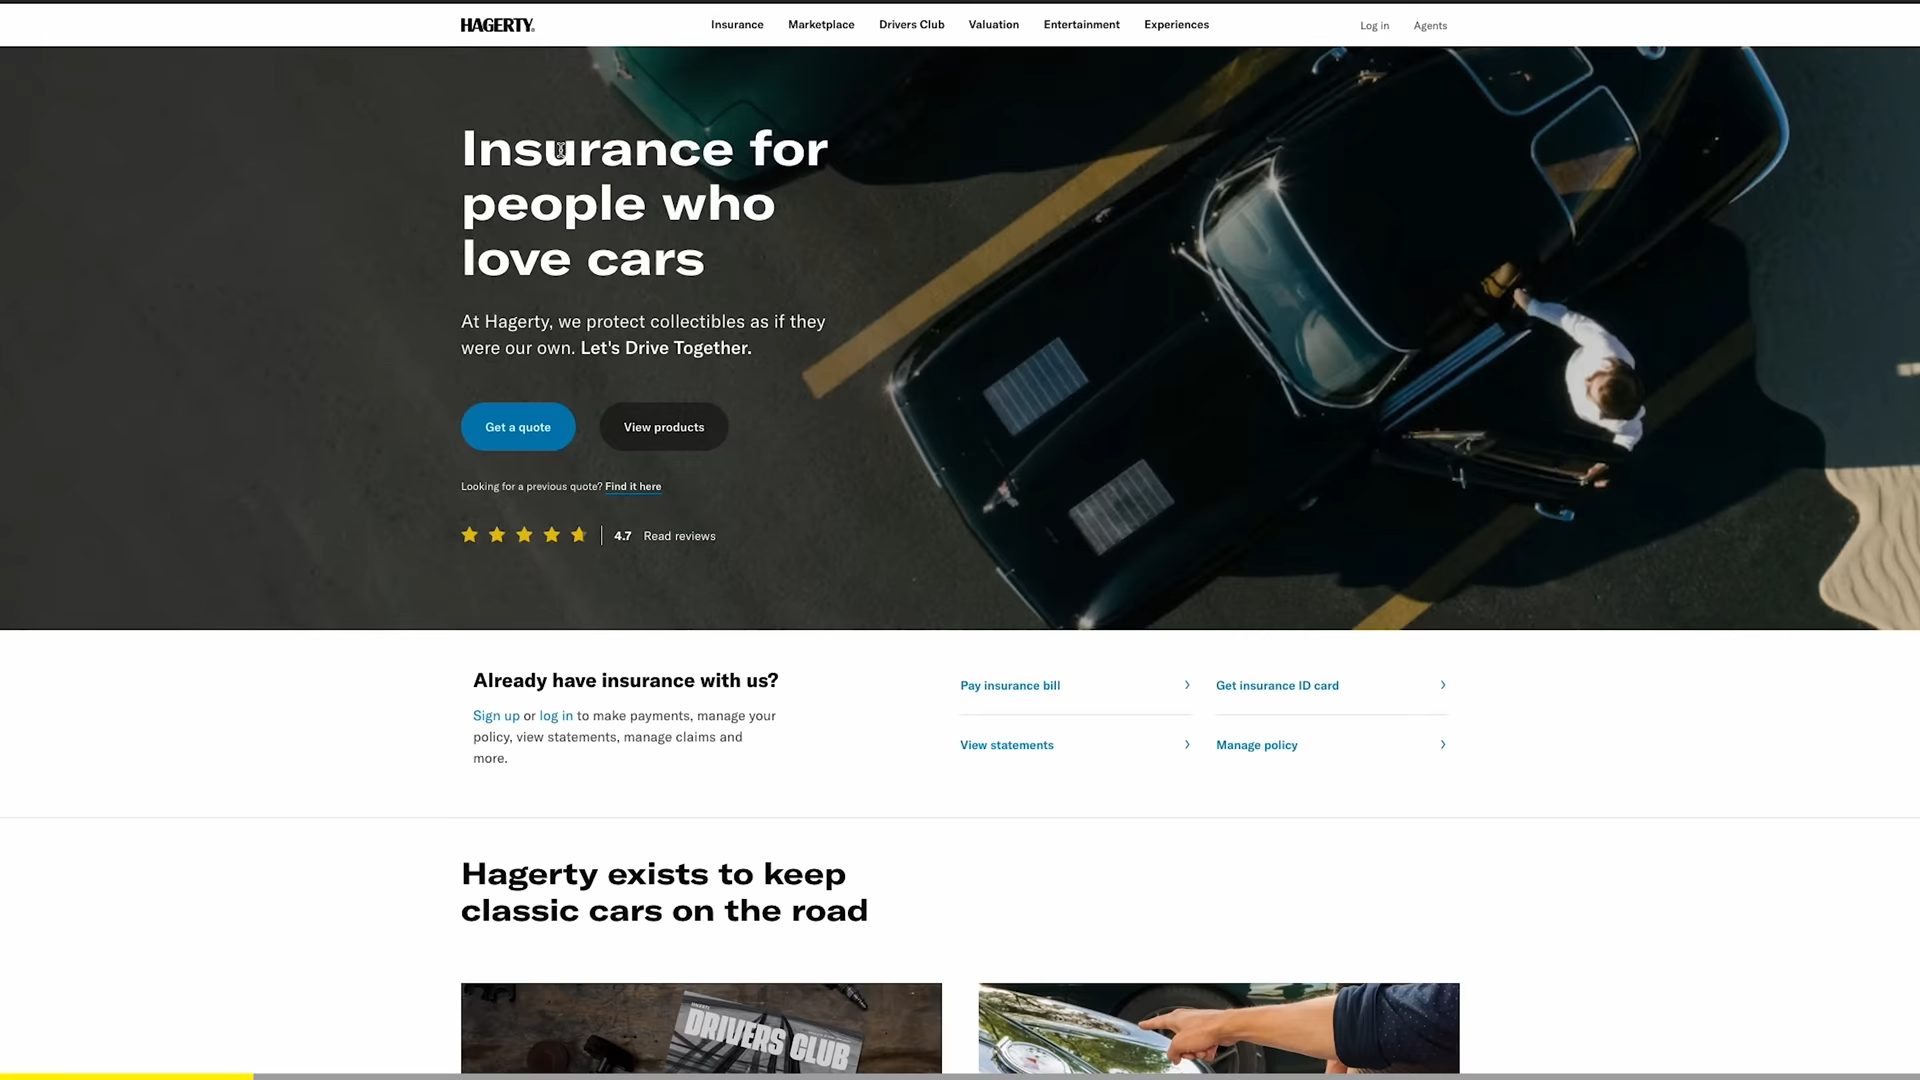 HAGERTY.
Insurance
Marketplace
Drivers Club
Valuation
Entertainment
Experiences
Log in
Agents
Insurance for
people who
love cars
At Hagerty, we protect collectibles as if they
were our own. Let's Drive Together.
Get a quote
View products
Looking for a previous quote? Find it here
4.7 Read reviews
Already have insurance with us?
Sign up or log in to make payments, manage your
policy, view statements, manage claims and
more.
Pay insurance bill
Get insurance ID card
View statements
Manage policy
Hagerty exists to keep
classic cars on the road
DRIVERS CLUB